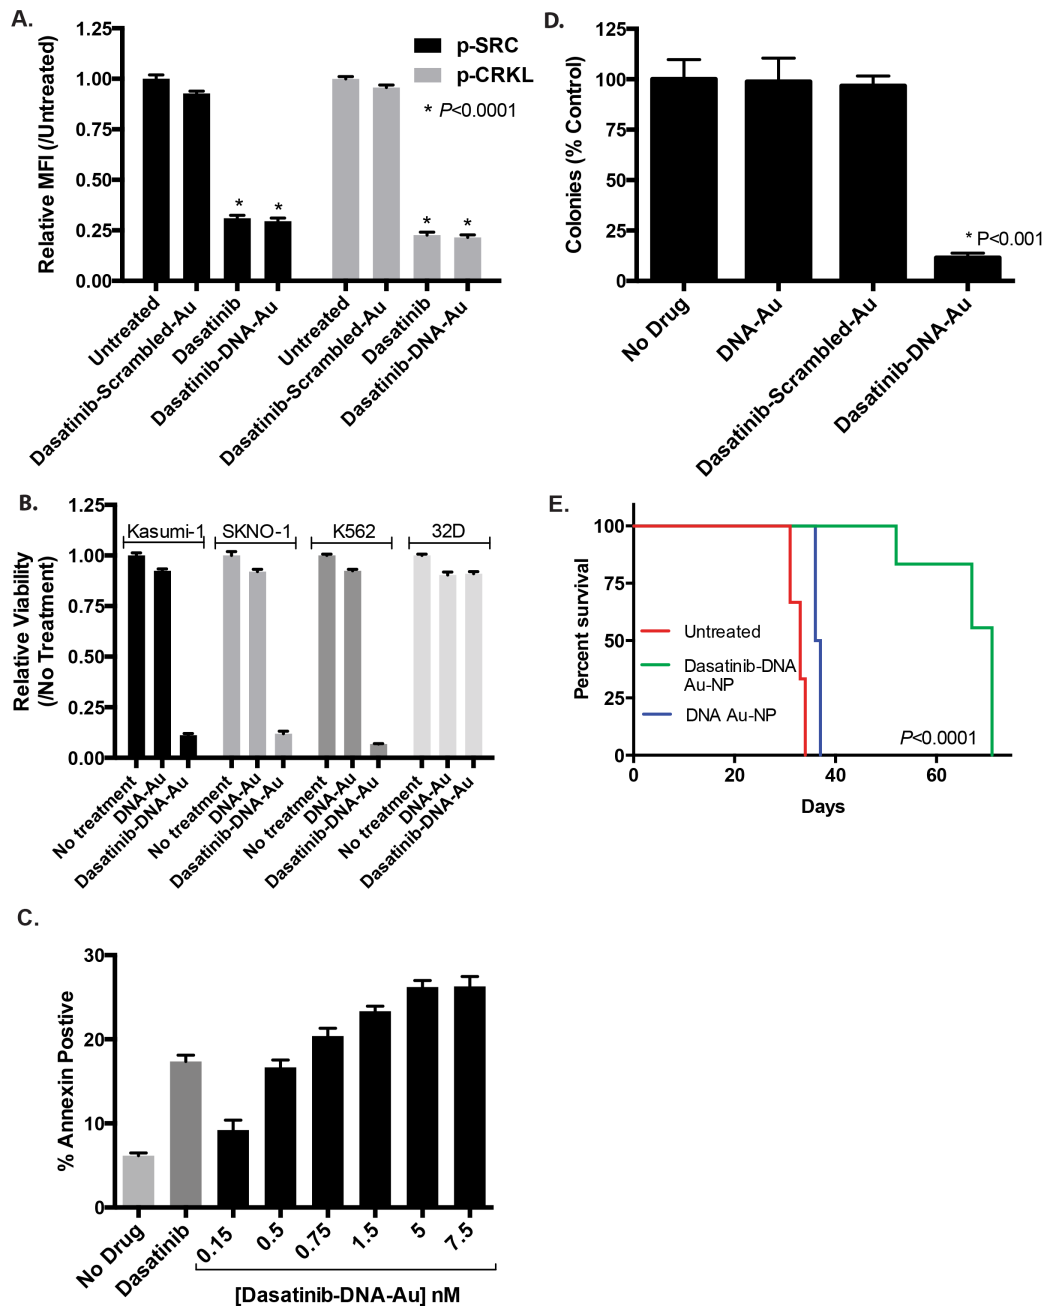 A.
Relative MFI (/Untreated)
1.25
1.00
0.75
0.50
0.25
0.00
p-SRC
p-CRKL
* P<0.0001
* * * *
Untreated
Dasatinib-Scrambled-Au
Dasatinib
Dasatinib-DNA-Au
Untreated
Dasatinib-Scrambled-Au
Dasatinib
Dasatinib-DNA-Au
D.
Colonies (% Control)
125
100
75
50
25
0
* P<0.001
No Drug
DNA-Au
Dasatinib-Scrambled-Au
Dasatinib-DNA-Au
B.
Relative Viability
(/No Treatment)
1.25
1.00
0.75
0.50
0.25
0.00
Kasumi-1
SKNO-1
K562
32D
No treatment
DNA-Au
Dasatinib-DNA-Au
No treatment
DNA-Au
Dasatinib-DNA-Au
No treatment
DNA-Au
Dasatinib-DNA-Au
No treatment
DNA-Au
Dasatinib-DNA-Au
E.
Percent survival
100
75
50
25
0
Untreated
Dasatinib-DNA
Au-NP
DNA Au-NP
P<0.0001
0 20 40 60
Days
C.
% Annexin Postive
30
20
10
0
No Drug
Dasatinib
0.15
0.5
0.75
1.5
5
7.5
[Dasatinib-DNA-Au] nM